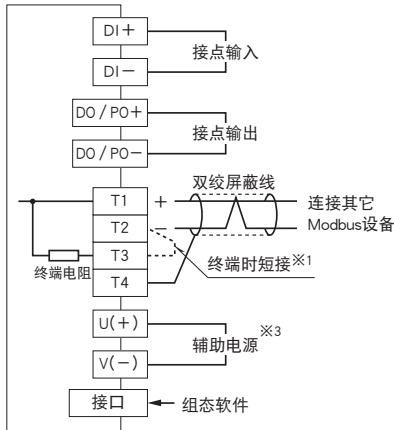 DI＋
接点输入
DI－
DO／PO＋
接点输出
DO／PO－
双绞屏蔽线
T1 ＋ 连接其它
T2 － Modbus设备
T3
终端电阻
终端时短接※1
T4
U(＋)
辅助电源※3
V(－)
接口 组态软件